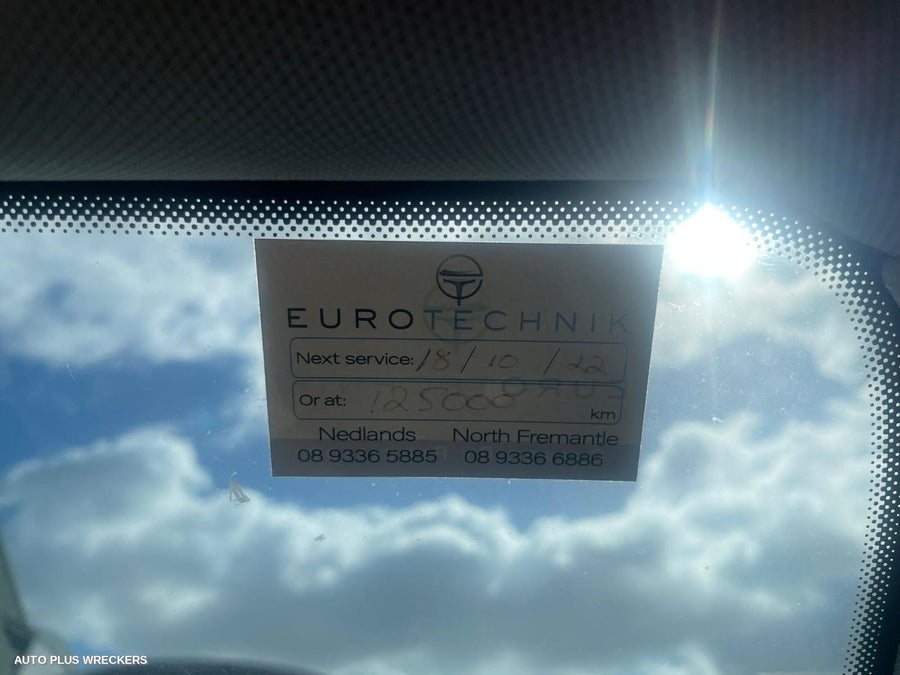 EUROTECHNIK
Next service: 18/10/22
Or at: 125000 km
Nedlands North Fremantle
08 9336 5885 08 9336 6886
AUTO PLUS WRECKERS